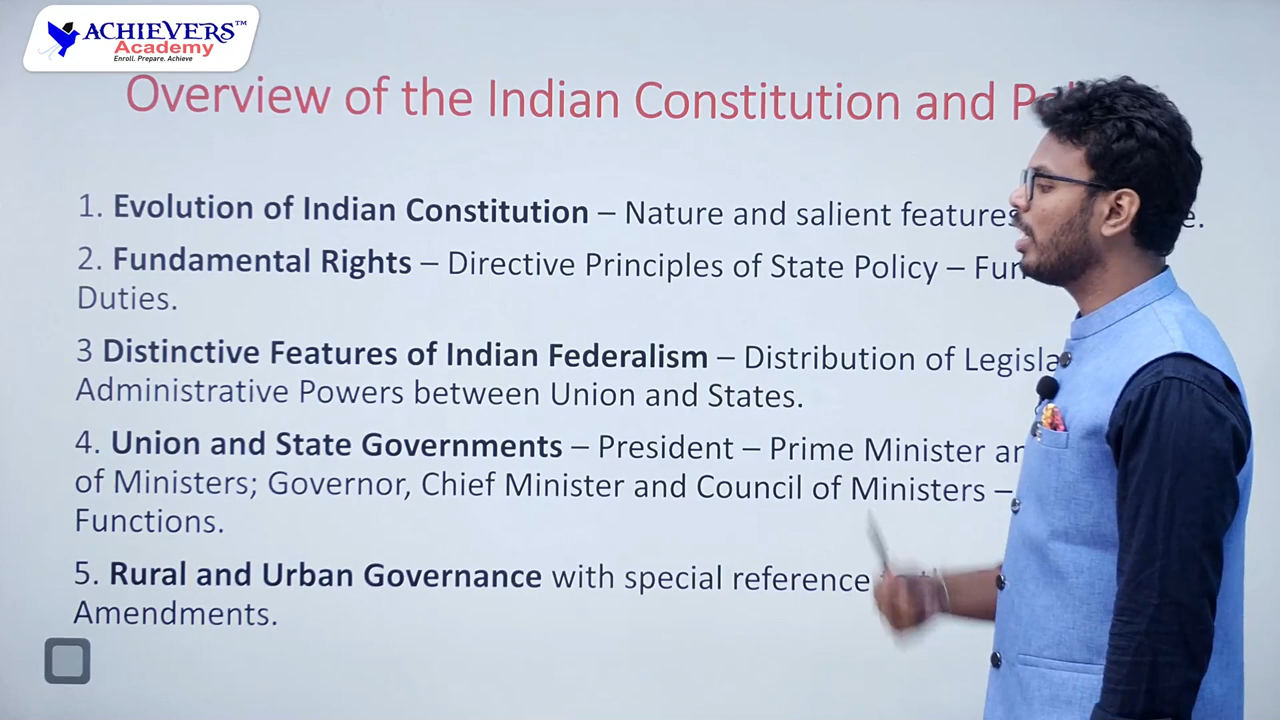 ACHIEVERS™
Academy
Enroll. Prepare. Achieve
Overview of the Indian Constitution and
1. Evolution of Indian Constitution – Nature and salient features
2. Fundamental Rights – Directive Principles of State Policy –
Duties.
3 Distinctive Features of Indian Federalism – Distribution of
Administrative Powers between Union and States.
4. Union and State Governments – President – Prime Minister
of Ministers; Governor, Chief Minister and Council of Ministers –
Functions.
5. Rural and Urban Governance with special reference
Amendments.